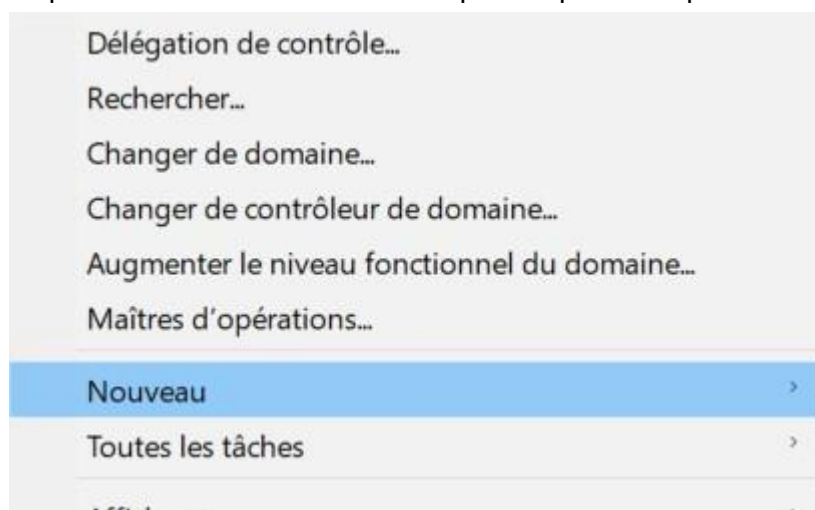 Délégation de contrôle...
Rechercher...
Changer de domaine...
Changer de contrôleur de domaine...
Augmenter le niveau fonctionnel du domaine...
Maîtres d'opérations...
Nouveau
Toutes les tâches